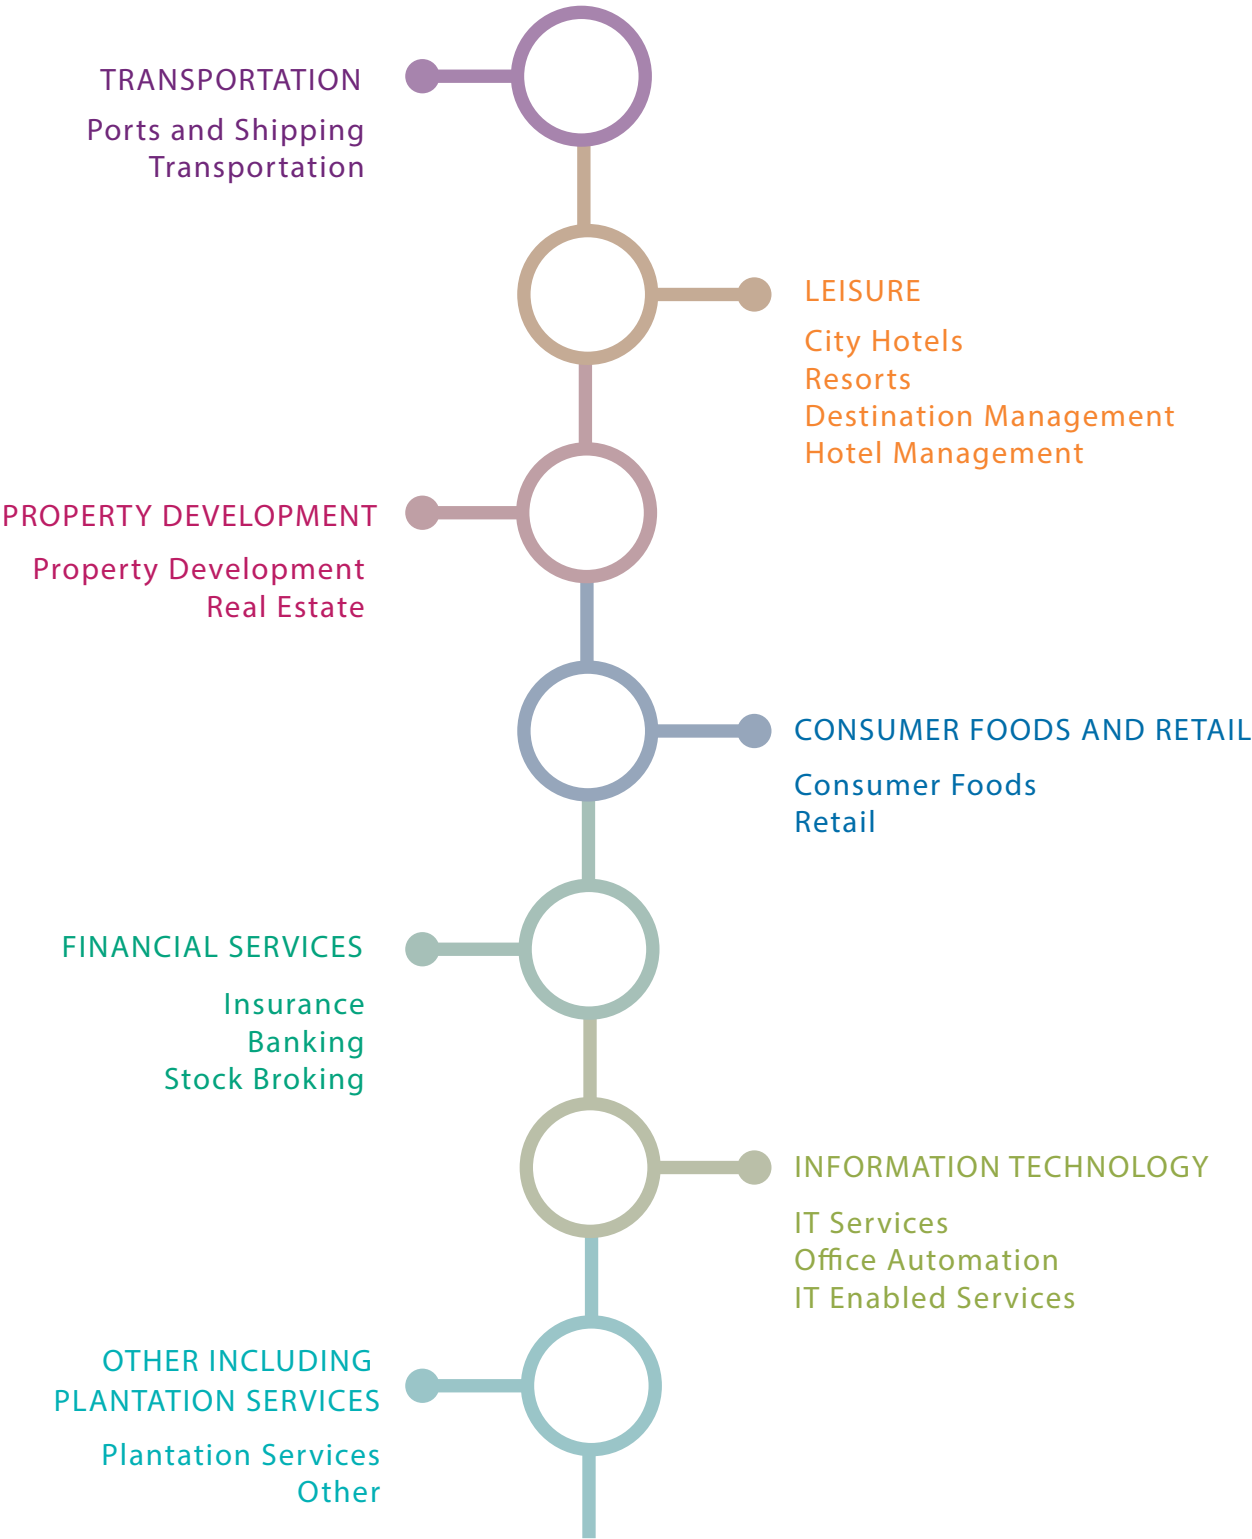 TRANSPORTATION
Ports and Shipping
Transportation
LEISURE
City Hotels
Resorts
Destination Management
Hotel Management
PROPERTY DEVELOPMENT
Property Development
Real Estate
CONSUMER FOODS AND RETAIL
Consumer Foods
Retail
FINANCIAL SERVICES
Insurance
Banking
Stock Broking
INFORMATION TECHNOLOGY
IT Services
Office Automation
IT Enabled Services
OTHER INCLUDING
PLANTATION SERVICES
Plantation Services
Other